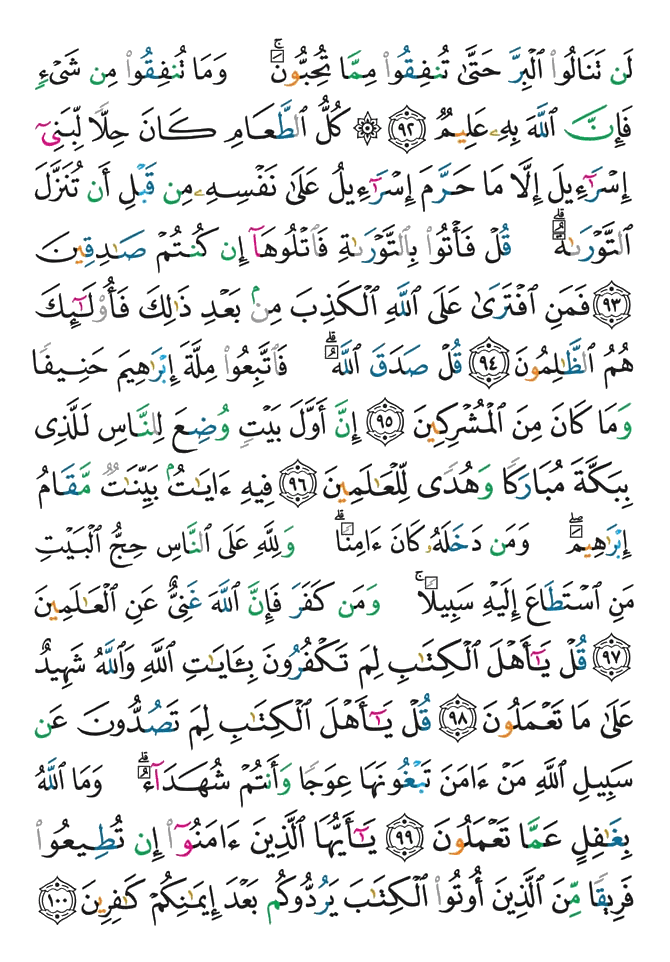 لَن تَنَالُوا۟ ٱلْبِرَّ حَتَّىٰ تُنفِقُوا۟ مِمَّا تُحِبُّونَ ۚ وَمَا تُنفِقُوا۟ مِن شَىْءٍ
فَإِنَّ ٱللَّهَ بِهِۦ عَلِيمٌ ﴿٩٢﴾ ۞ كُلُّ ٱلطَّعَامِ كَانَ حِلًّا لِّبَنِىٓ
إِسْرَٰٓءِيلَ إِلَّا مَا حَرَّمَ إِسْرَٰٓءِيلُ عَلَىٰ نَفْسِهِۦ مِن قَبْلِ أَن تُنَزَّلَ
ٱلتَّوْرَىٰةُ ۗ قُلْ فَأْتُوا۟ بِٱلتَّوْرَىٰةِ فَٱتْلُوهَآ إِن كُنتُمْ صَـٰدِقِينَ
﴿٩٣﴾ فَمَنِ ٱفْتَرَىٰ عَلَى ٱللَّهِ ٱلْكَذِبَ مِنۢ بَعْدِ ذَٰلِكَ فَأُو۟لَـٰٓئِكَ
هُمُ ٱلظَّـٰلِمُونَ ﴿٩٤﴾ قُلْ صَدَقَ ٱللَّهُ ۗ فَٱتَّبِعُوا۟ مِلَّةَ إِبْرَٰهِيمَ حَنِيفًا
وَمَا كَانَ مِنَ ٱلْمُشْرِكِينَ ﴿٩٥﴾ إِنَّ أَوَّلَ بَيْتٍ وُضِعَ لِلنَّاسِ لَلَّذِى
بِبَكَّةَ مُبَارَكًا وَهُدًى لِّلْعَـٰلَمِينَ ﴿٩٦﴾ فِيهِ ءَايَـٰتٌۢ بَيِّنَـٰتٌ مَّقَامُ
إِبْرَٰهِيمَ ۖ وَمَن دَخَلَهُۥ كَانَ ءَامِنًا ۗ وَلِلَّهِ عَلَى ٱلنَّاسِ حِجُّ ٱلْبَيْتِ
مَنِ ٱسْتَطَاعَ إِلَيْهِ سَبِيلًا ۚ وَمَن كَفَرَ فَإِنَّ ٱللَّهَ غَنِىٌّ عَنِ ٱلْعَـٰلَمِينَ
﴿٩٧﴾ قُلْ يَـٰٓأَهْلَ ٱلْكِتَـٰبِ لِمَ تَكْفُرُونَ بِـَٔايَـٰتِ ٱللَّهِ وَٱللَّهُ شَهِيدٌ
عَلَىٰ مَا تَعْمَلُونَ ﴿٩٨﴾ قُلْ يَـٰٓأَهْلَ ٱلْكِتَـٰبِ لِمَ تَصُدُّونَ عَن
سَبِيلِ ٱللَّهِ مَنْ ءَامَنَ تَبْغُونَهَا عِوَجًا وَأَنتُمْ شُهَدَآءُ ۗ وَمَا ٱللَّهُ
بِغَـٰفِلٍ عَمَّا تَعْمَلُونَ ﴿٩٩﴾ يَـٰٓأَيُّهَا ٱلَّذِينَ ءَامَنُوٓا۟ إِن تُطِيعُوا۟
فَرِيقًا مِّنَ ٱلَّذِينَ أُوتُوا۟ ٱلْكِتَـٰبَ يَرُدُّوكُم بَعْدَ إِيمَـٰنِكُمْ كَـٰفِرِينَ ﴿١٠٠﴾